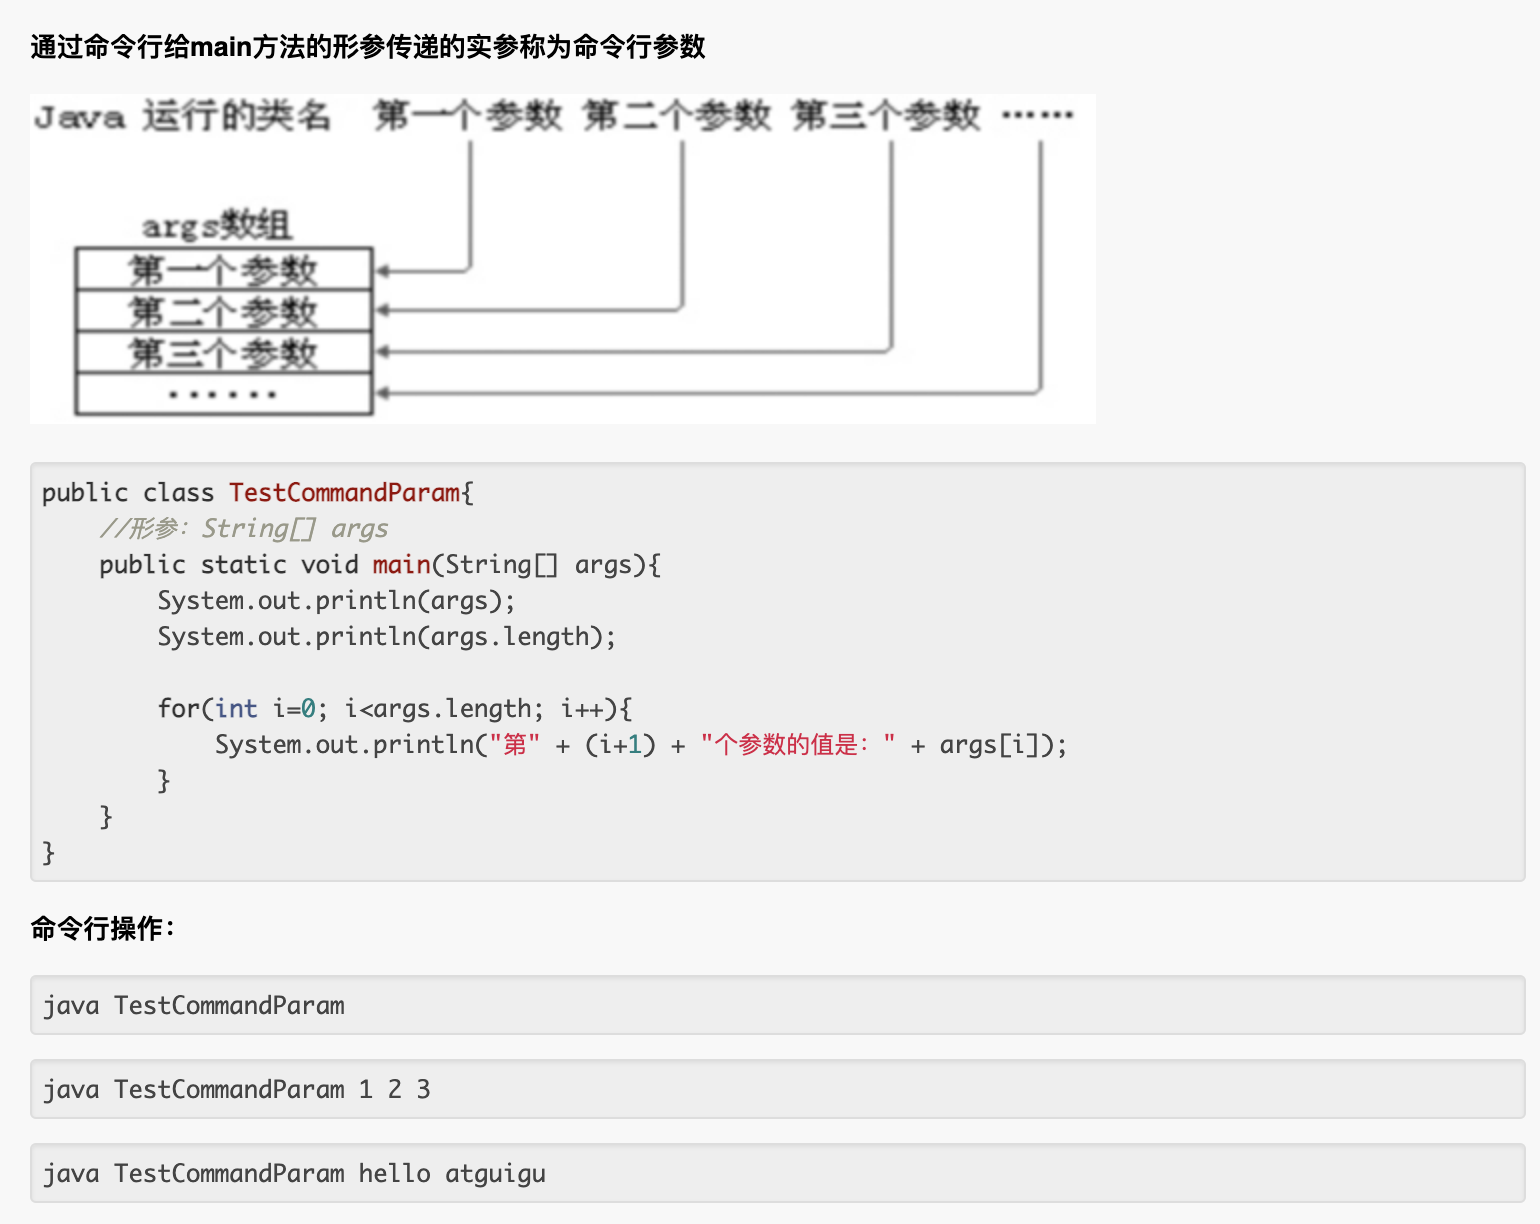 通过命令行给main方法的形参传递的实参称为命令行参数
Java 运行的类名 第一个参数 第二个参数 第三个参数 ……
args数组
第一个参数
第二个参数
第三个参数
……
public class TestCommandParam{
    //形参：String[] args
    public static void main(String[] args){
        System.out.println(args);
        System.out.println(args.length);
        for(int i=0; i<args.length; i++){
            System.out.println("第" + (i+1) + "个参数的值是：" + args[i]);
        }
    }
}
命令行操作：
java TestCommandParam
java TestCommandParam 1 2 3
java TestCommandParam hello atguigu